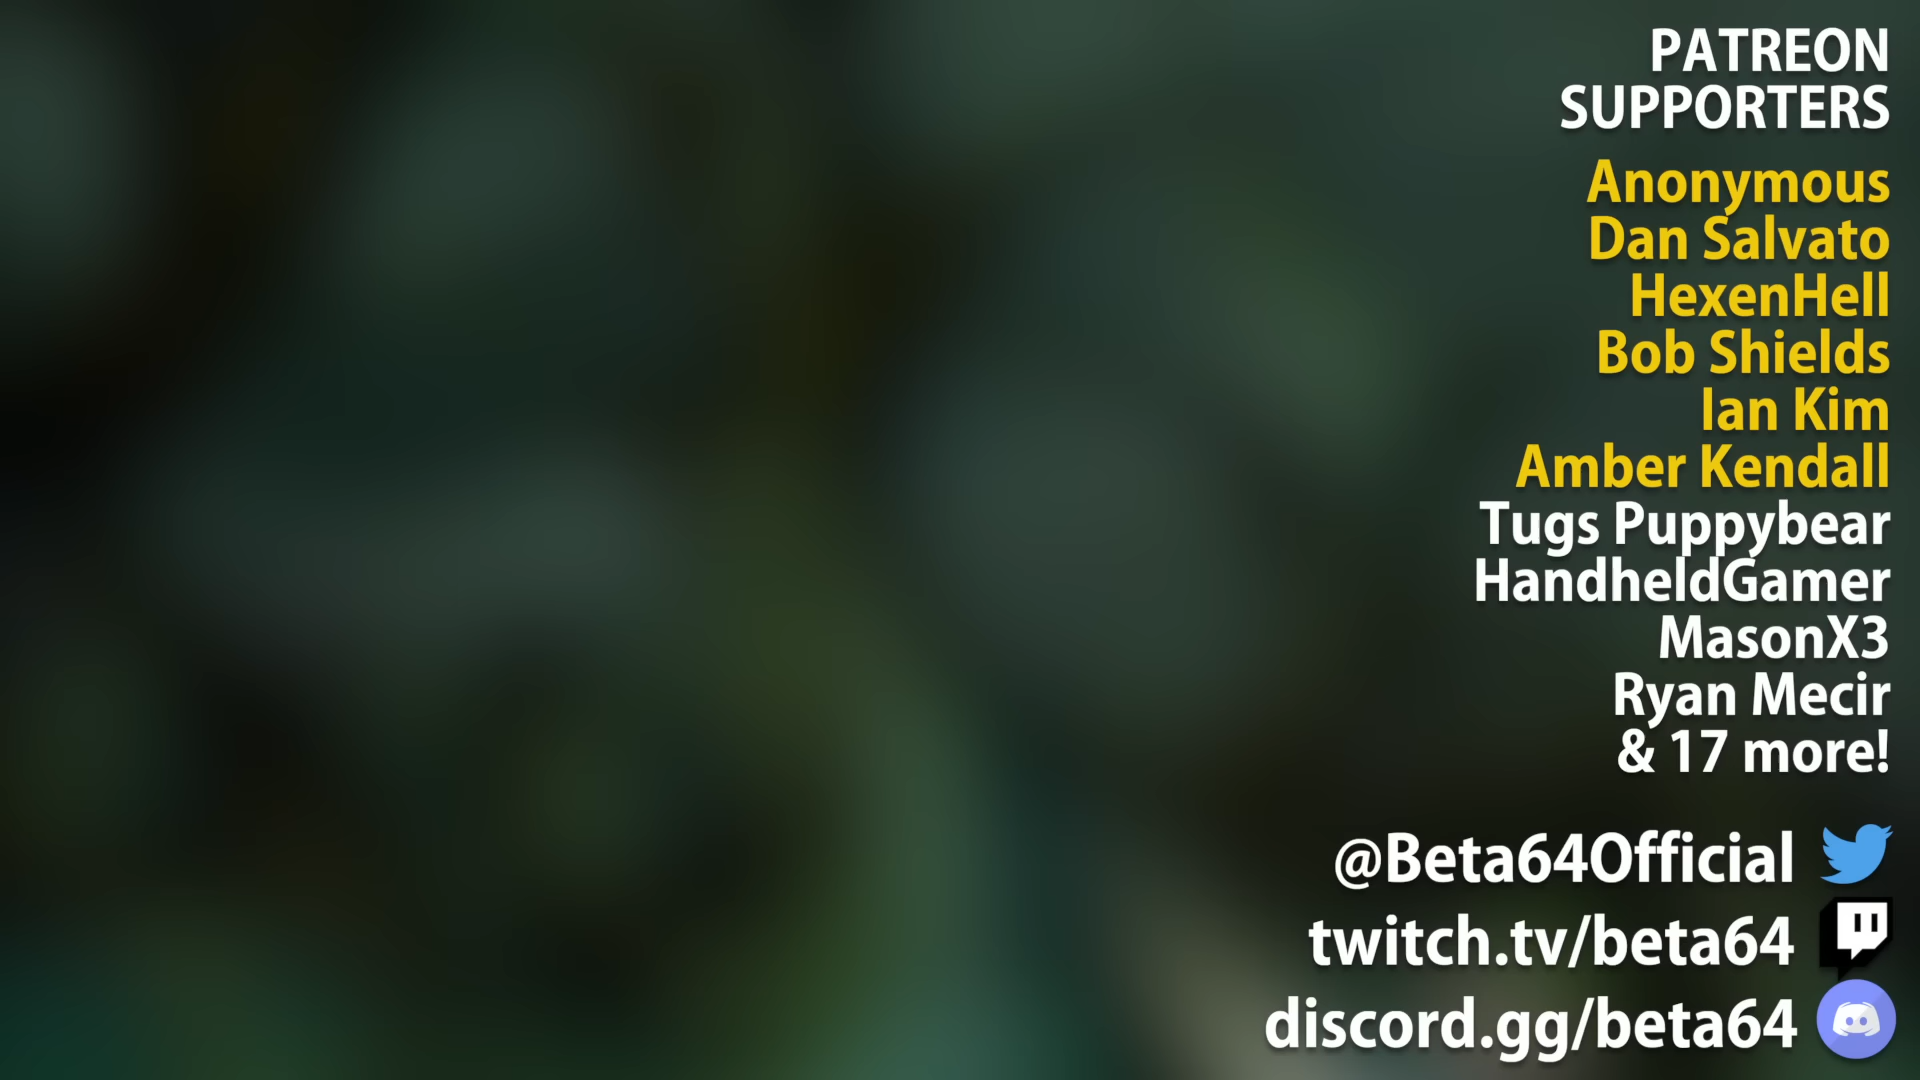 PATREON
SUPPORTERS
Anonymous
Dan Salvato
HexenHell
Bob Shields
Ian Kim
Amber Kendall
Tugs Puppybear
HandheldGamer
MasonX3
Ryan Mecir
& 17 more!
@Beta64Official
twitch.tv/beta64
discord.gg/beta64